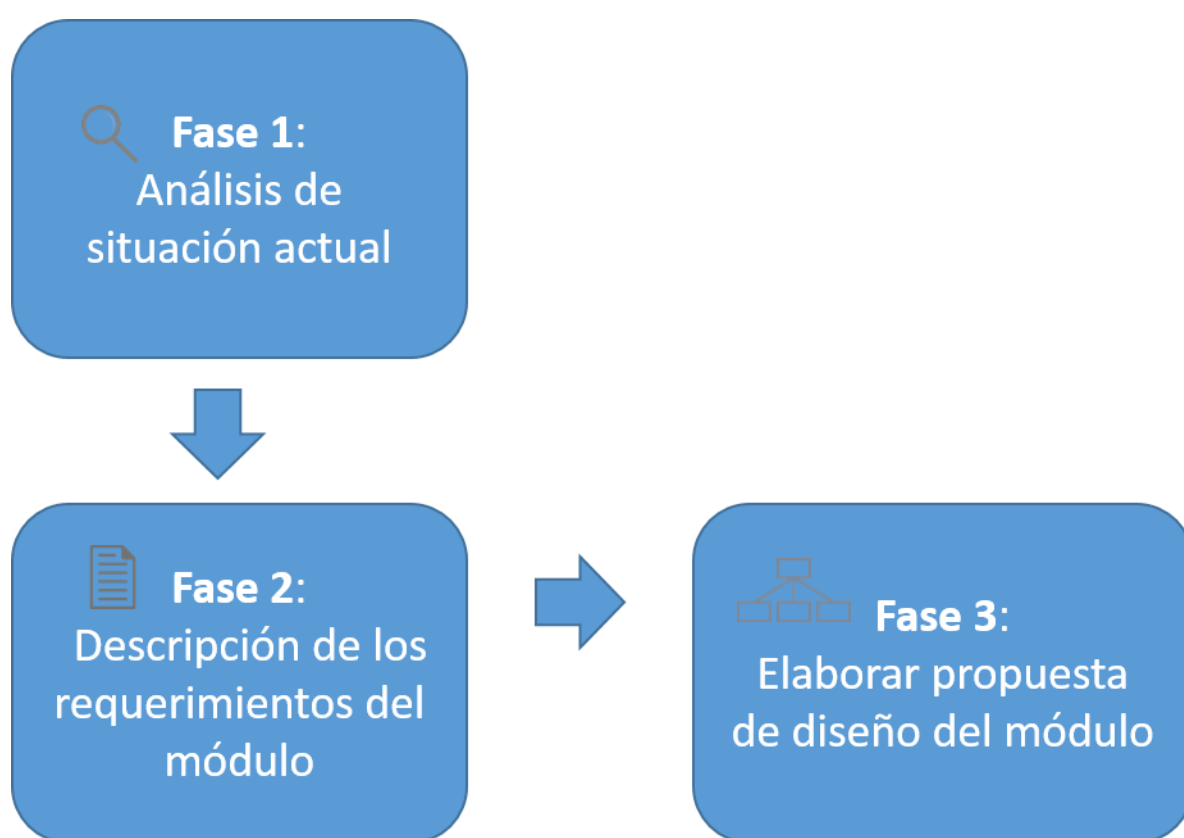 Fase 1:
Análisis de
situación actual
Fase 2:
Descripción de los
requerimientos del
módulo
Fase 3:
Elaborar propuesta
de diseño del módulo